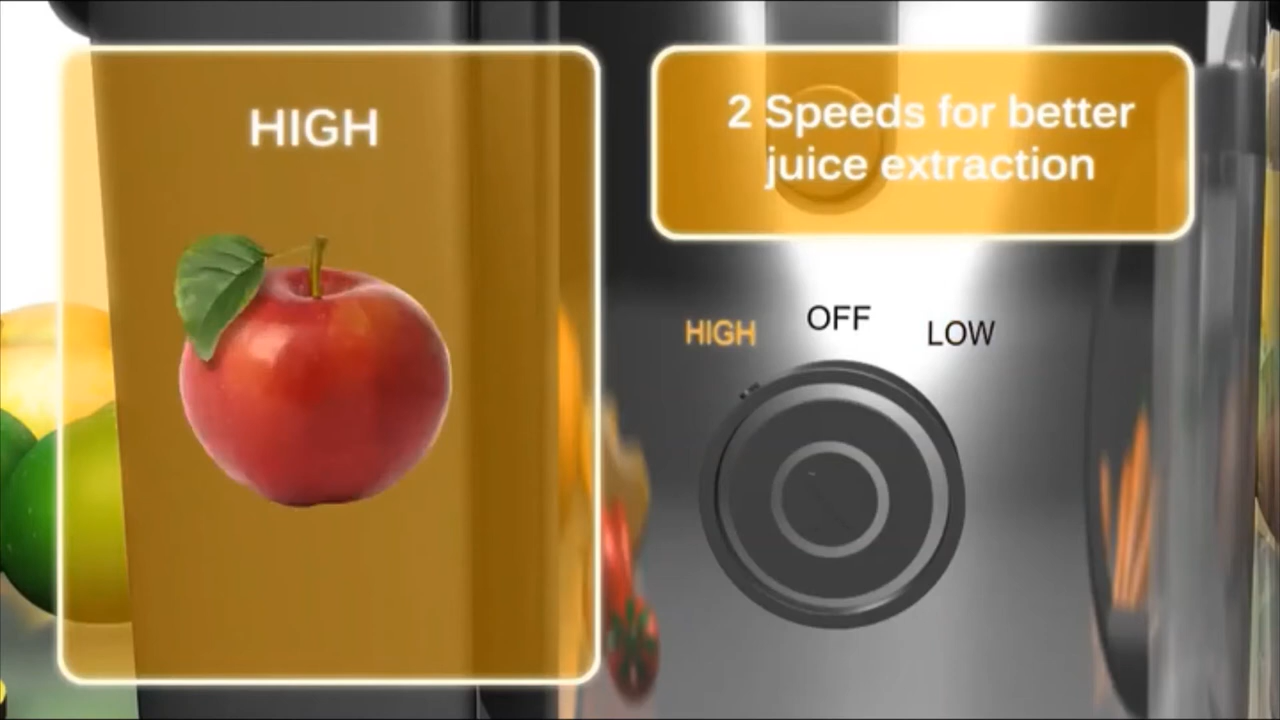 HIGH
2 Speeds for better
juice extraction
HIGH
OFF
LOW